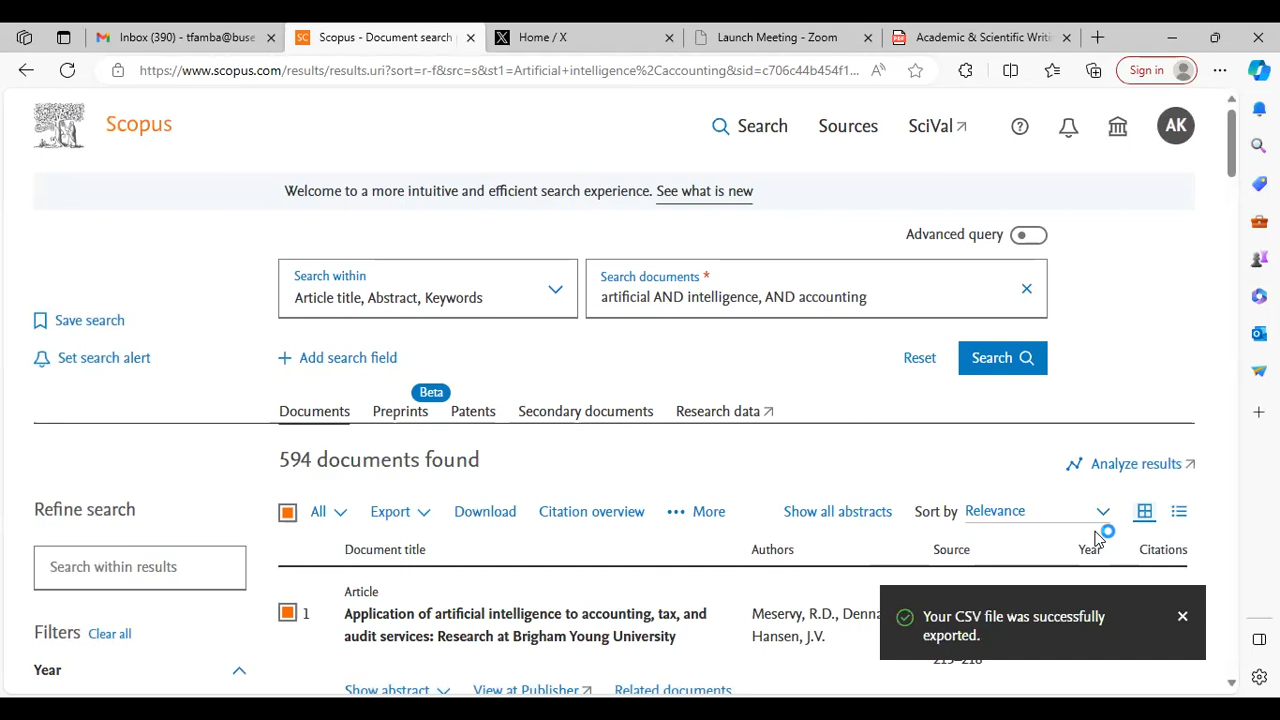 Inbox (390) - tfamba@buse
Scopus - Document search
Home / X
Launch Meeting - Zoom
Academic & Scientific Writi
https://www.scopus.com/results/results.uri?sort=r-f&src=s&st1=Artificial+intelligence%2Caccounting&sid=c706c44b454f1...
Sign in
Scopus
Search
Sources
SciVal
AK
Welcome to a more intuitive and efficient search experience. See what is new
Advanced query
Search within
Article title, Abstract, Keywords
Search documents *
artificial AND intelligence, AND accounting
Save search
Set search alert
Add search field
Reset
Search
Beta
Documents
Preprints
Patents
Secondary documents
Research data
594 documents found
Analyze results
Refine search
All
Export
Download
Citation overview
More
Show all abstracts
Sort by
Relevance
Document title
Authors
Source
Year
Citations
Search within results
Article
1
Application of artificial intelligence to accounting, tax, and
audit services: Research at Brigham Young University
Meservy, R.D., Denna
Hansen, J.V.
Your CSV file was successfully
exported.
Filters
Clear all
Year
Show abstract
View at Publisher
Related documents